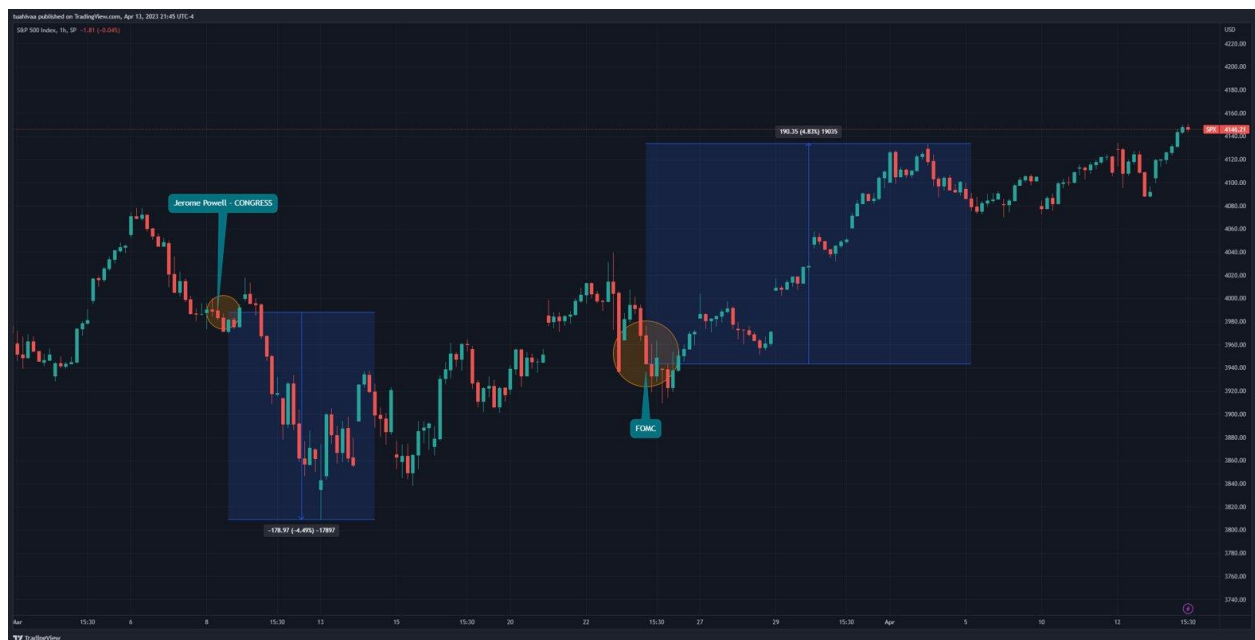 tuahivaa published on TradingView.com, Apr 13, 2023 21:45 UTC-4
S&P 500 Index, 1h, SP −1.81 (−0.04%)
USD
4220.00
4200.00
4180.00
4160.00
190.35 (4.83%) 19035
SPX 4146.21
4140.00
4120.00
4100.00
Jerome Powell - CONGRESS
4080.00
4060.00
4040.00
4020.00
4000.00
3980.00
3960.00
3940.00
3920.00
FOMC
3900.00
3880.00
3860.00
3840.00
3820.00
−178.97 (−4.49%) −17897
3800.00
3780.00
3760.00
3740.00
15:30 6 8 15:30 13 15 15:30 20 22 15:30 27 29 15:30 Apr 5 10 12 15:30
TradingView